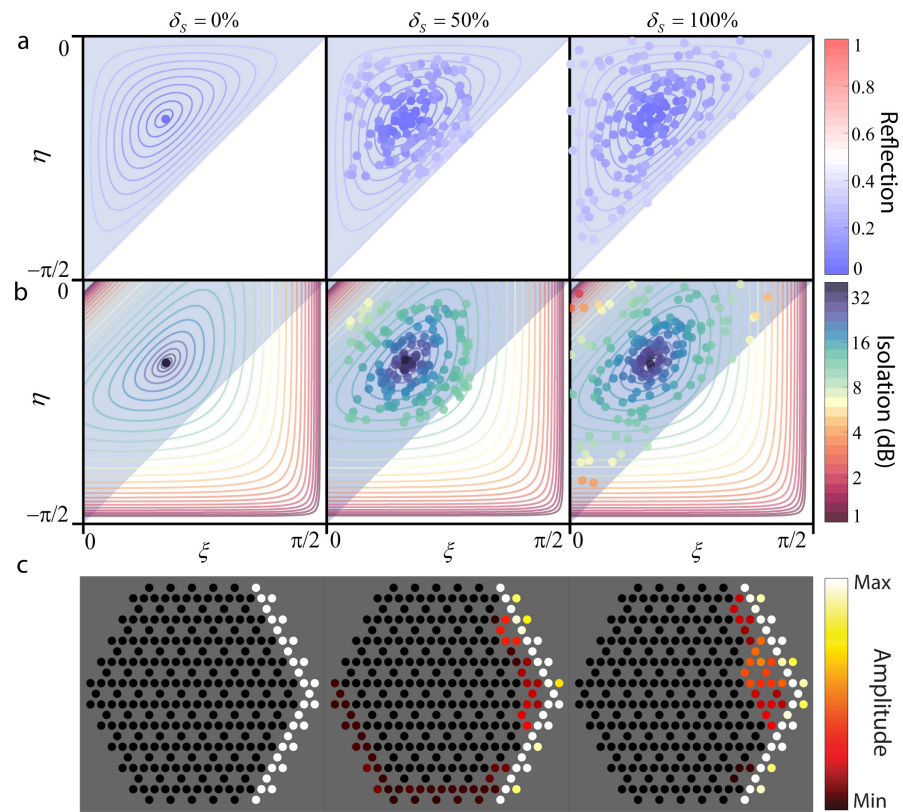 δs = 0%
δs = 50%
δs = 100%
a
0
η
−π/2
1
0.8
0.6
0.4
0.2
0
Reflection
b
0
η
−π/2
0
ξ
π/2
0
ξ
π/2
0
ξ
π/2
32
16
8
4
2
1
Isolation (dB)
c
Max
Amplitude
Min